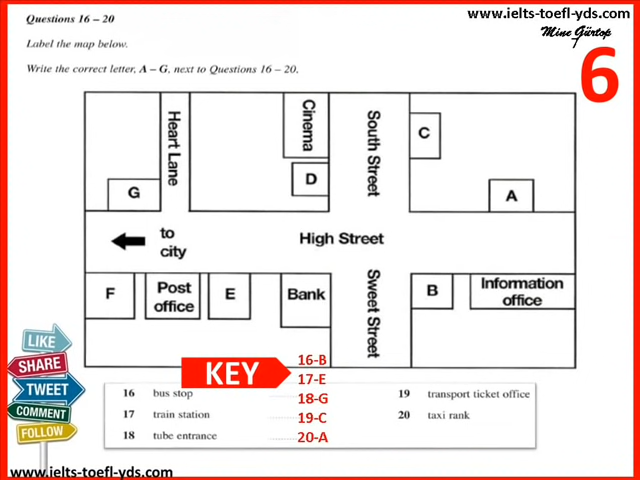 Questions 16 – 20
www.ielts-toefl-yds.com
Mine Gürtop
Label the map below.
Write the correct letter, A – G, next to Questions 16 – 20.
6
Heart Lane
Cinema
South Street
C
D
G
A
to
city
High Street
F
Post
office
E
Bank
Sweet Street
B
Information
office
LIKE
SHARE
TWEET
COMMENT
FOLLOW
KEY
16-B
17-E
18-G
19-C
20-A
16 bus stop
17 train station
18 tube entrance
19 transport ticket office
20 taxi rank
www.ielts-toefl-yds.com